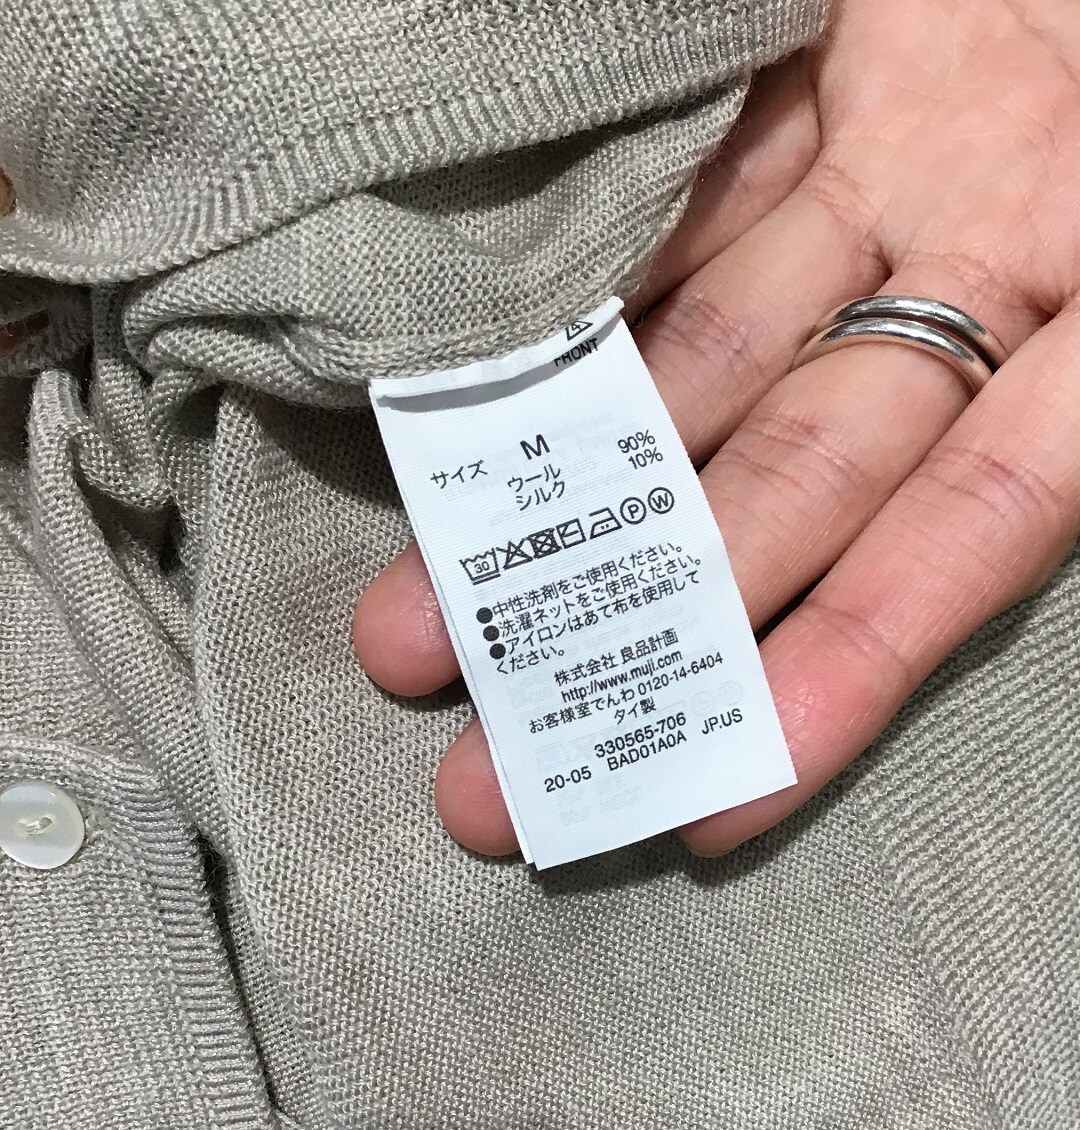 FRONT
サイズ M
ウール 90%
シルク 10%
30 P W
●中性洗剤をご使用ください。
●洗濯ネットをご使用ください。
●アイロンはあて布を使用して
ください。
株式会社 良品計画
http://www.muji.com
お客様室でんわ 0120-14-6404
タイ製
330565-706
20-05 BAD01A0A JP.US